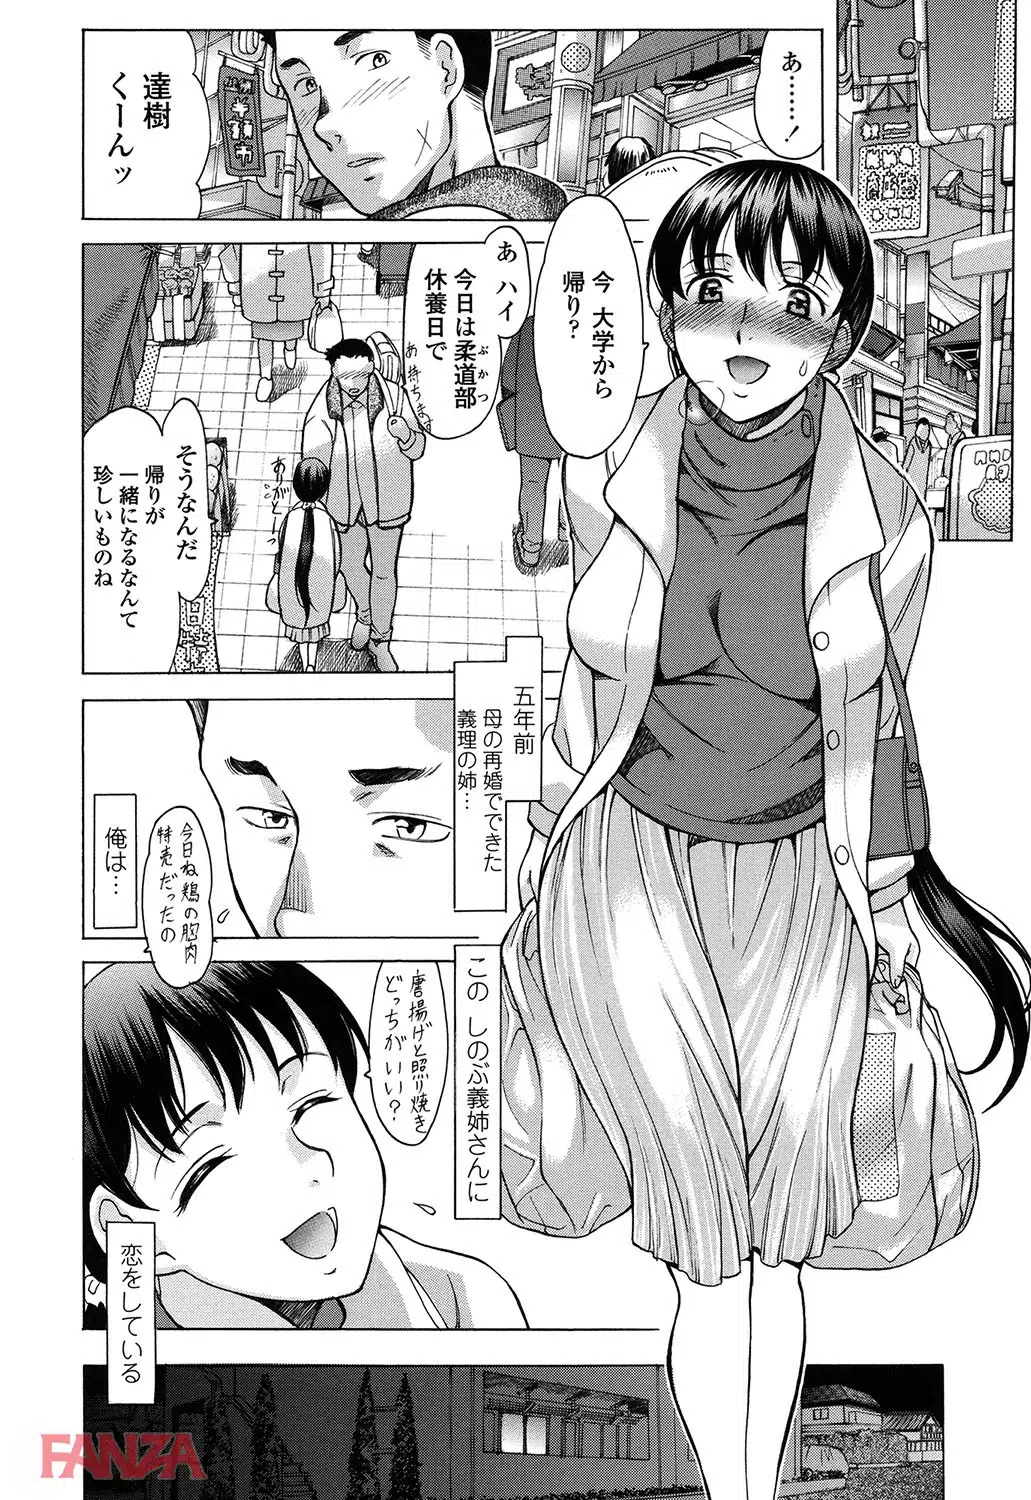 あ……!
達樹
くーんッ
今 大学から
帰り?
あ ハイ
今日は柔道部
ぶかつ
休養日で
お持ちします
ありがとーっ
そうなんだ
帰りが
一緒になるなんて
珍しいものね
五年前
母の再婚でできた
義理の姉…
今日ね鶏の胸肉
特売だったの
俺は…
この しのぶ義姉さんに
唐揚げと照り焼き
どっちがいい?
恋をしている
FANZA